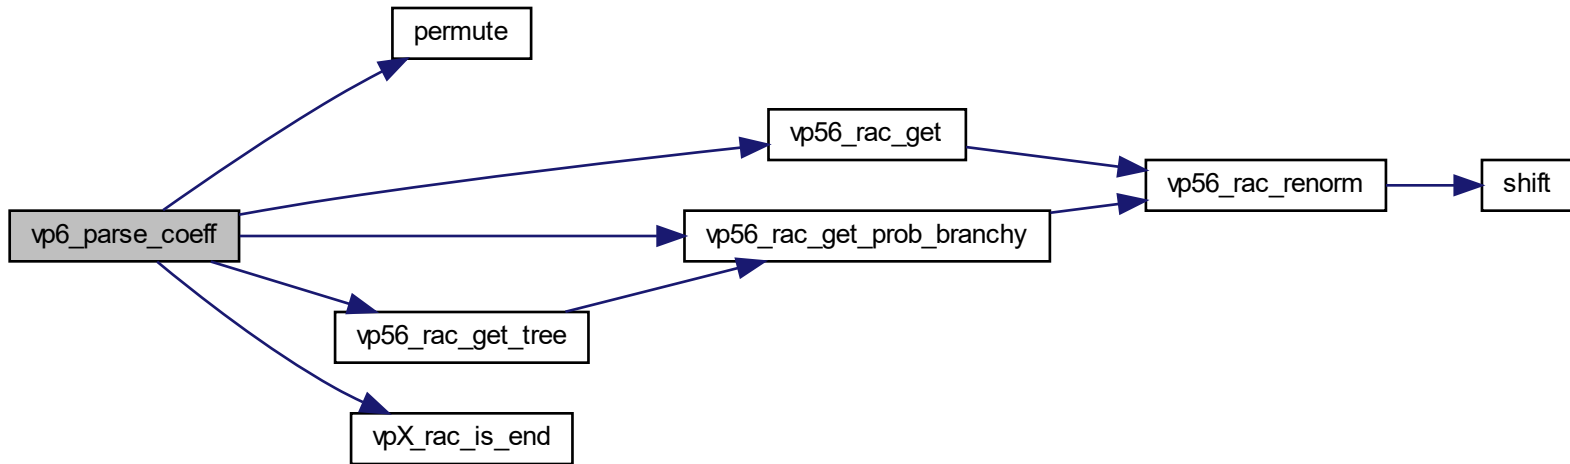 permute
vp56_rac_get
vp56_rac_renorm
shift
vp6_parse_coeff
vp56_rac_get_prob_branchy
vp56_rac_get_tree
vpX_rac_is_end